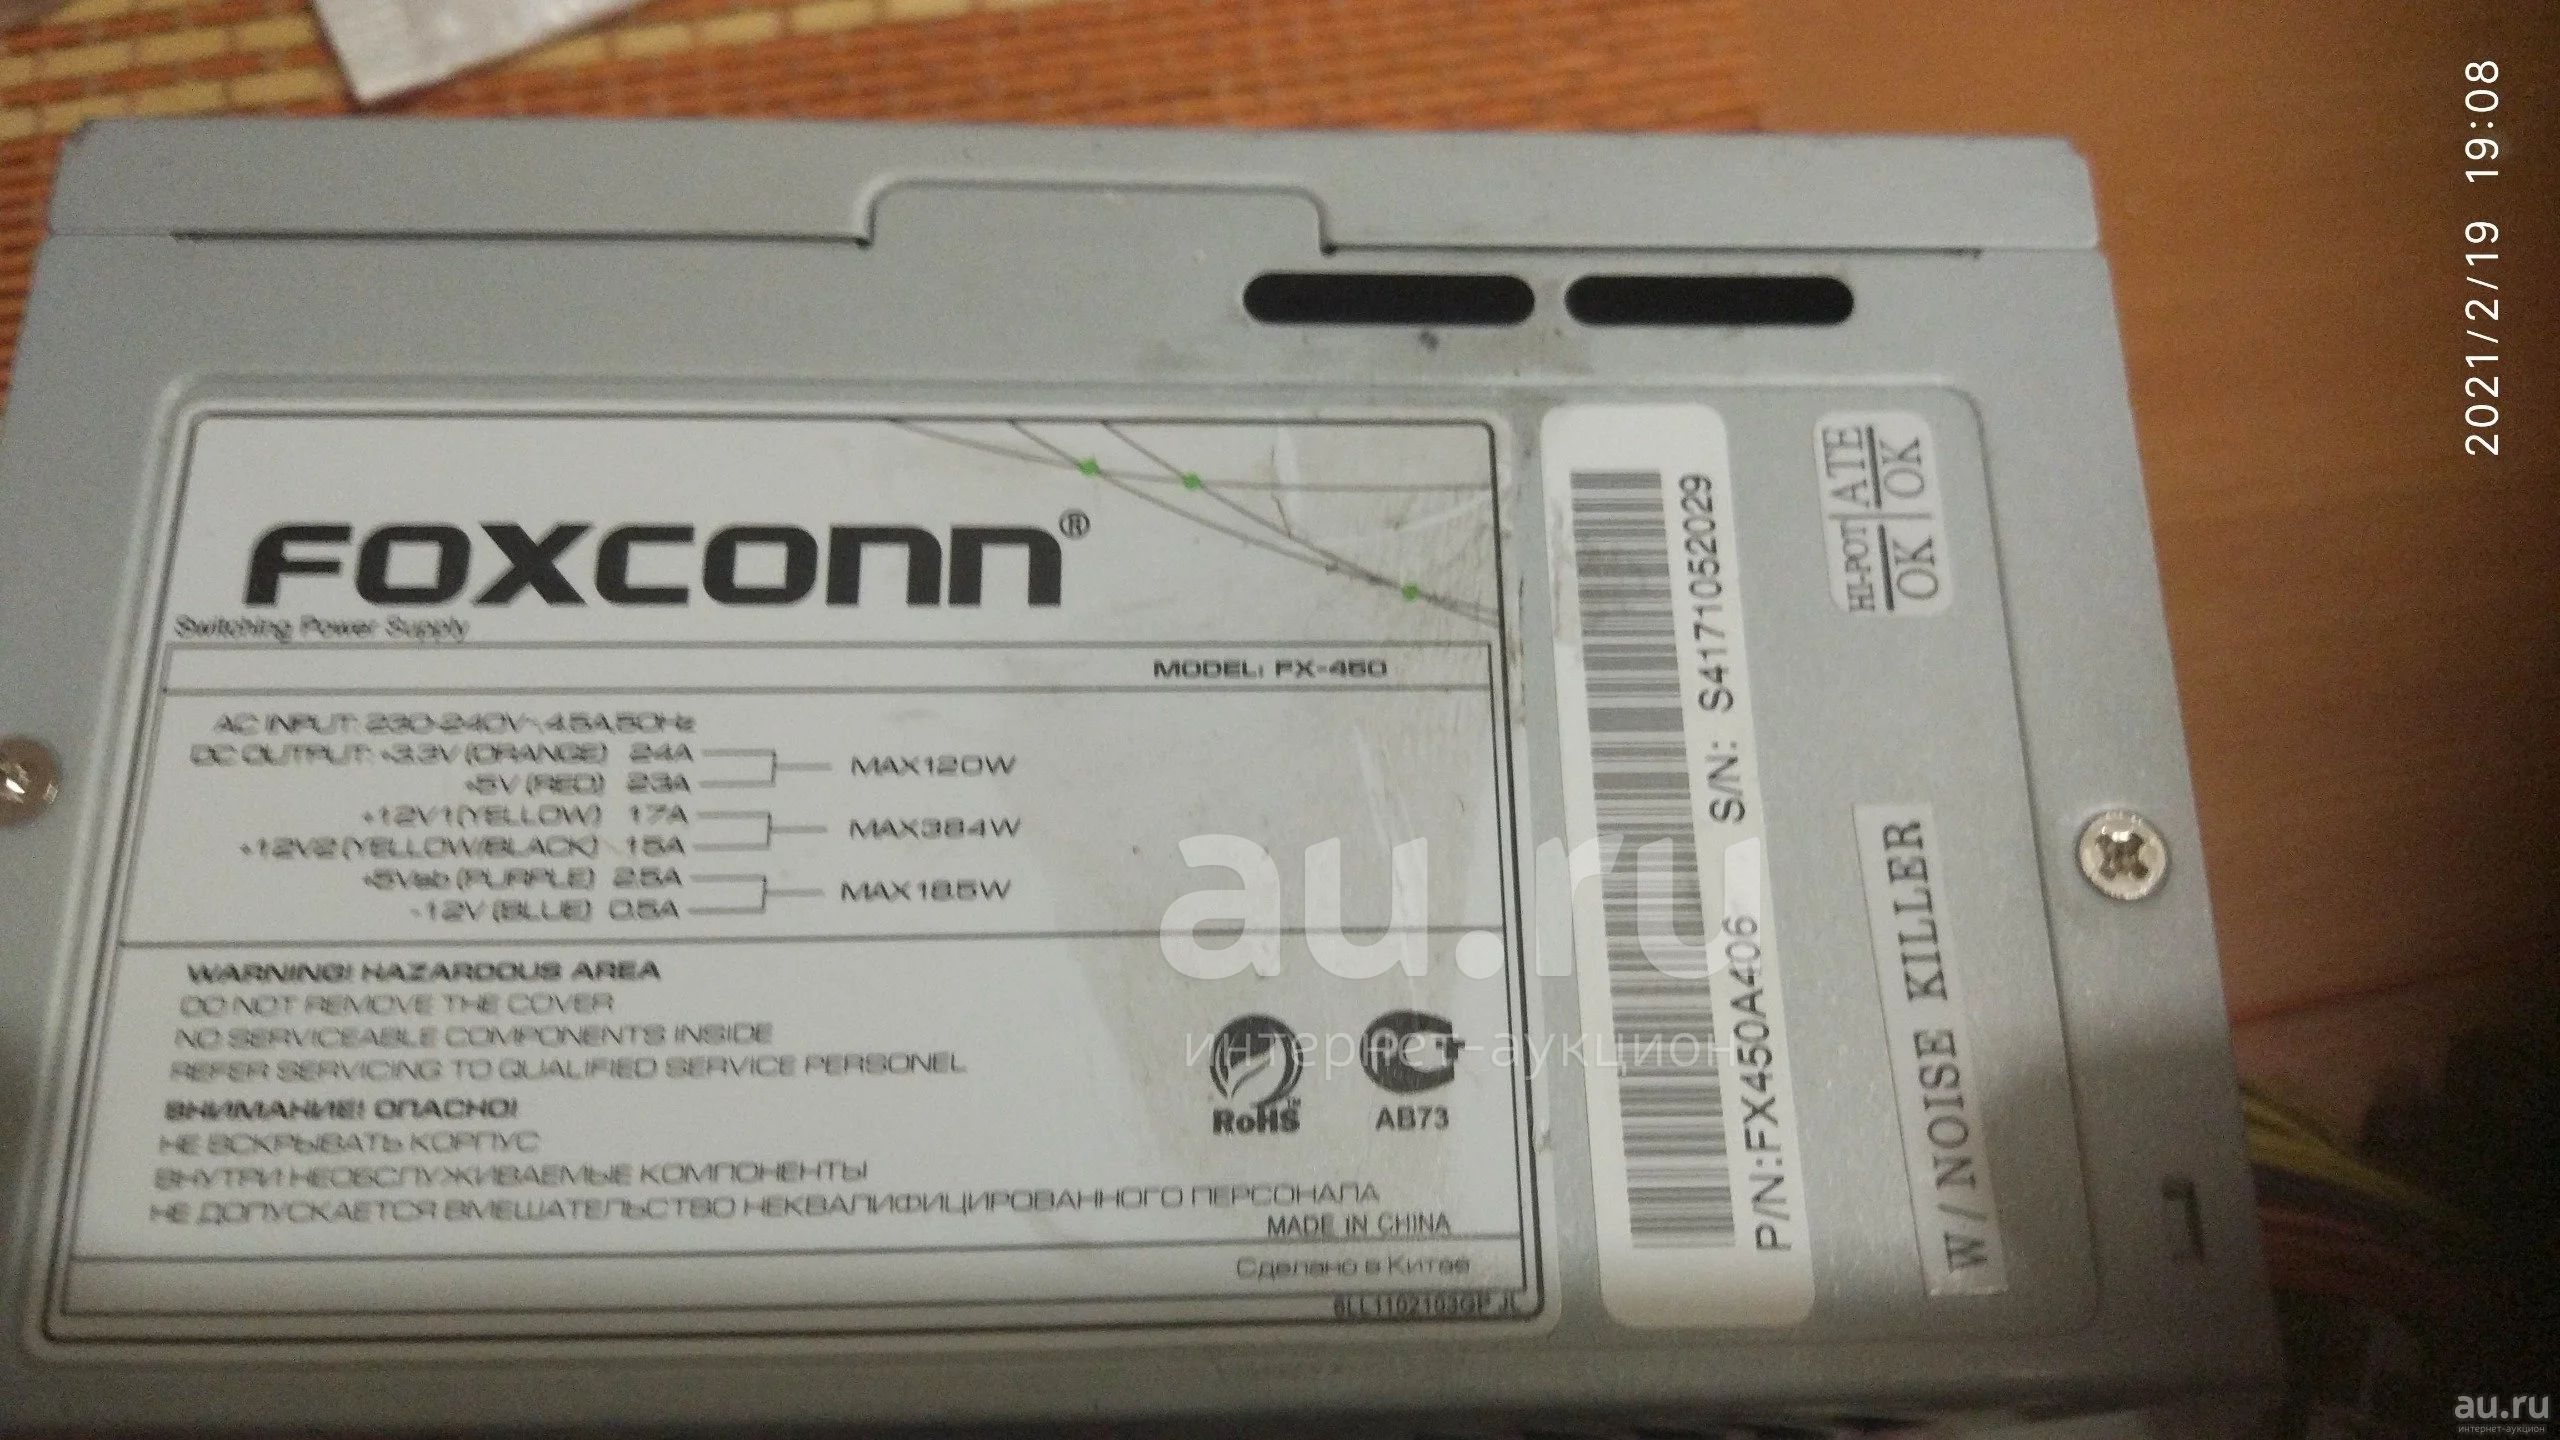 FOXCONN®
Switching Power Supply
MODEL: FX-450
AC INPUT: 230-240V~,4.5A,50Hz
DC OUTPUT: +3.3V (ORANGE) 24A
+5V (RED) 23A
MAX120W
+12V1(YELLOW) 17A
+12V2(YELLOW/BLACK) 15A
MAX384W
+5Vsb (PURPLE) 2.5A
-12V (BLUE) 0.5A
MAX18.5W
WARNING! HAZARDOUS AREA
DO NOT REMOVE THE COVER
NO SERVICEABLE COMPONENTS INSIDE
REFER SERVICING TO QUALIFIED SERVICE PERSONEL
ВНИМАНИЕ! ОПАСНО!
НЕ ВСКРЫВАТЬ КОРПУС
ВНУТРИ НЕОБСЛУЖИВАЕМЫЕ КОМПОНЕНТЫ
НЕ ДОПУСКАЕТСЯ ВМЕШАТЕЛЬСТВО НЕКВАЛИФИЦИРОВАННОГО ПЕРСОНАЛА
RoHS
AB73
MADE IN CHINA
Сделано в Китае
P/N:FX450A406 S/N: S4171052029
HI-POT ATE
OK OK
W/NOISE KILLER
2021/2/19 19:08
au.ru
интернет-аукцион
au.ru
интернет-аукцион